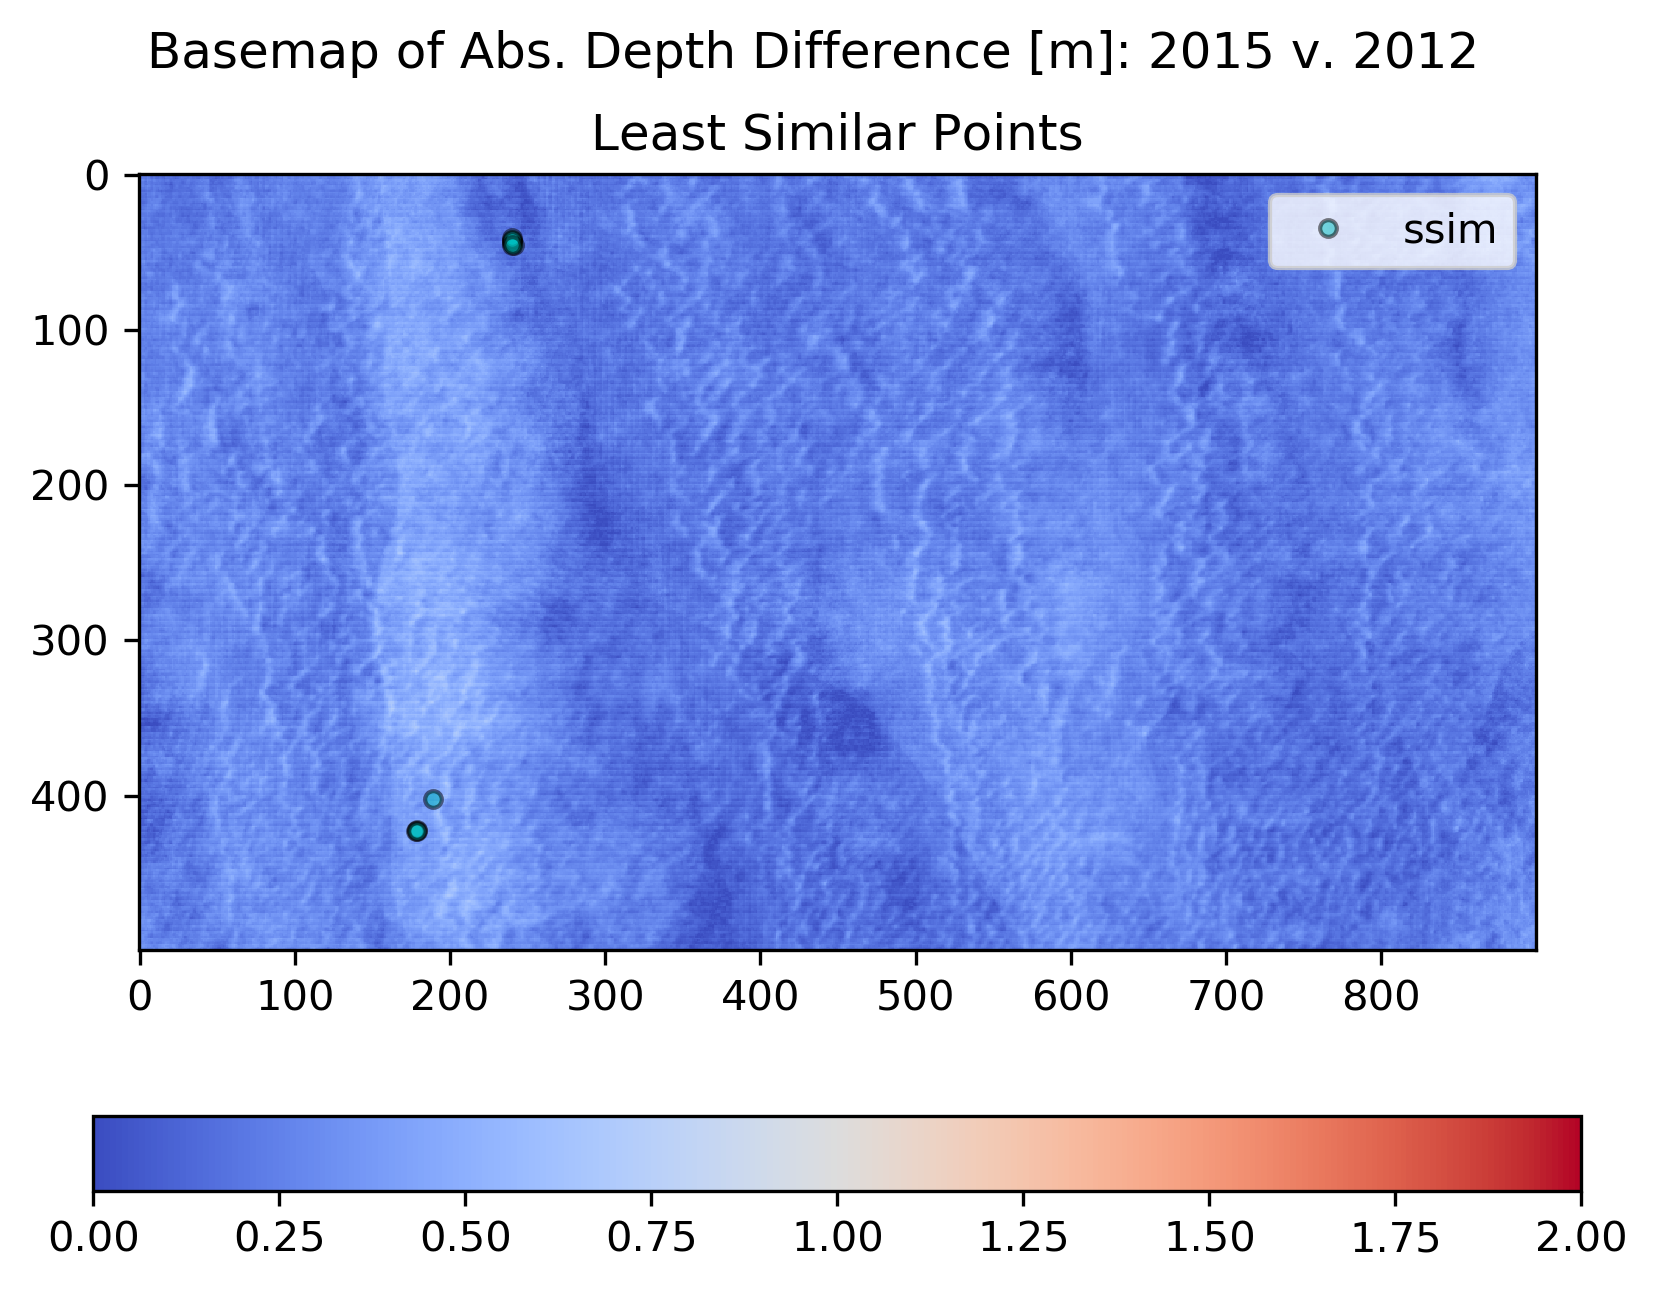 Basemap of Abs. Depth Difference [m]: 2015 v. 2012
Least Similar Points
ssim
0
100
200
300
400
0 100 200 300 400 500 600 700 800
0.00 0.25 0.50 0.75 1.00 1.25 1.50 1.75 2.00